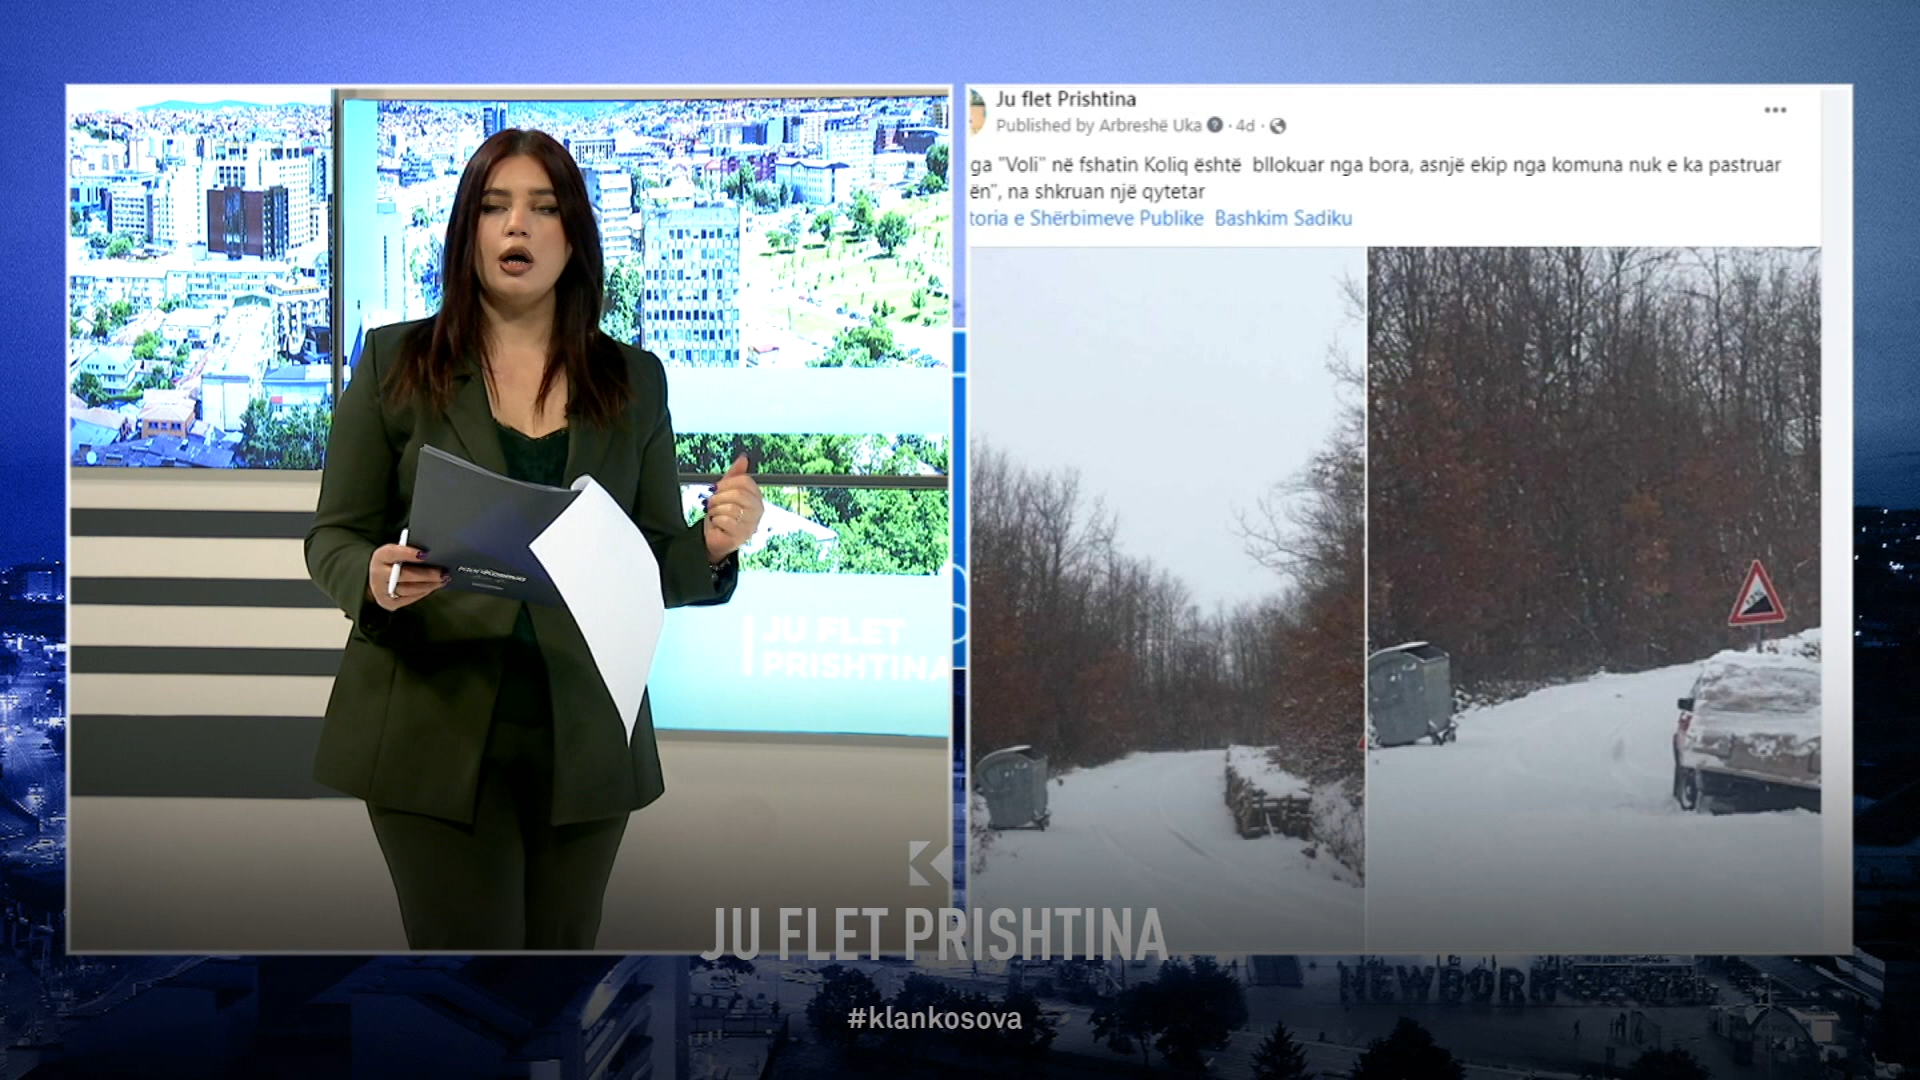 Ju flet Prishtina
Published by Arbreshë Uka · 4d ·
ga "Voli" në fshatin Koliq është bllokuar nga bora, asnjë ekip nga komuna nuk e ka pastruar
ën", na shkruan një qytetar
toria e Shërbimeve Publike Bashkim Sadiku
JU FLET
PRISHTINA
JU FLET PRISHTINA
NEWBORN
#klankosova